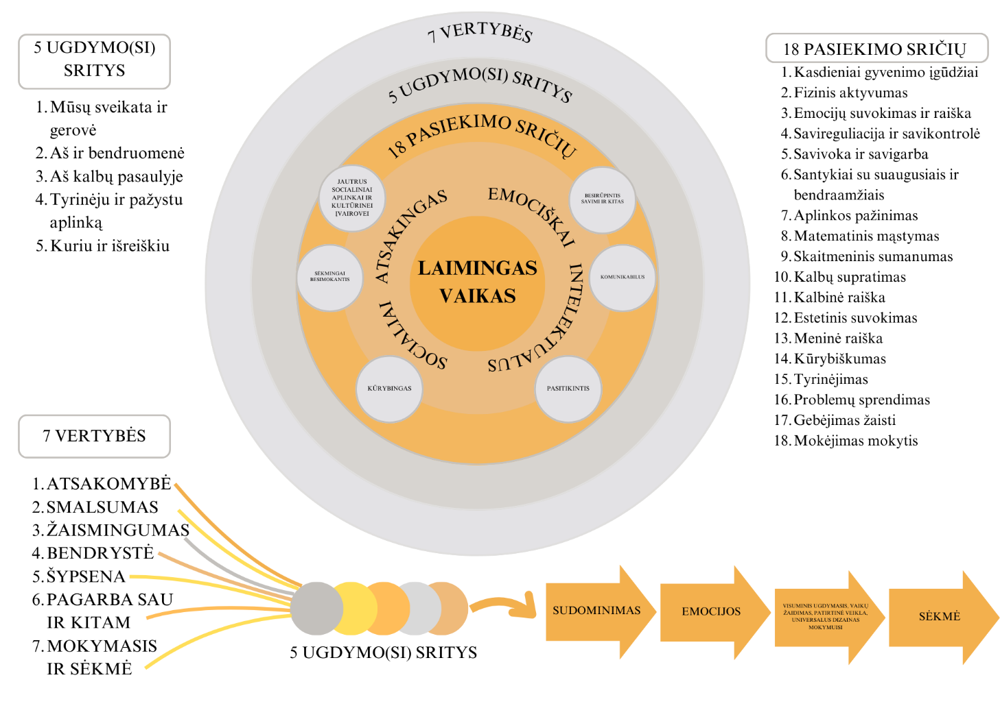 5 UGDYMO(SI)
SRITYS
1. Mūsų sveikata ir
gerovė
2. Aš ir bendruomenė
3. Aš kalbų pasaulyje
4. Tyrinėju ir pažystu
aplinką
5. Kuriu ir išreiškiu
7 VERTYBĖS
5 UGDYMO(SI) SRITYS
18 PASIEKIMO SRIČIŲ
JAUTRUS
SOCIALINIAI
APLINKAI IR
KULTŪRINEI
ĮVAIROVEI
BESIRŪPINTIS
SAVIMI IR KITAS
SĖKMINGAI
BESIMOKANTIS
KOMUNIKABILUS
KŪRYBINGAS
PASITIKINTIS
SOCIALIAI ATSAKINGAS
EMOCIŠKAI INTELEKTUALUS
LAIMINGAS
VAIKAS
18 PASIEKIMO SRIČIŲ
1. Kasdieniai gyvenimo įgūdžiai
2. Fizinis aktyvumas
3. Emocijų suvokimas ir raiška
4. Savireguliacija ir savikontrolė
5. Savivoka ir savigarba
6. Santykiai su suaugusiais ir
bendraamžiais
7. Aplinkos pažinimas
8. Matematinis mąstymas
9. Skaitmeninis sumanumas
10. Kalbų supratimas
11. Kalbinė raiška
12. Estetinis suvokimas
13. Meninė raiška
14. Kūrybiškumas
15. Tyrinėjimas
16. Problemų sprendimas
17. Gebėjimas žaisti
18. Mokėjimas mokytis
7 VERTYBĖS
1. ATSAKOMYBĖ
2. SMALSUMAS
3. ŽAISMINGUMAS
4. BENDRYSTĖ
5. ŠYPSENA
6. PAGARBA SAU
IR KITAM
7. MOKYMASIS
IR SĖKMĖ
5 UGDYMO(SI) SRITYS
SUDOMINIMAS
EMOCIJOS
VISUMINIS UGDYMASIS, VAIKŲ
ŽAIDIMAS, PATIRTINĖ VEIKLA,
UNIVERSALUS DIZAINAS
MOKYMUISI
SĖKMĖ